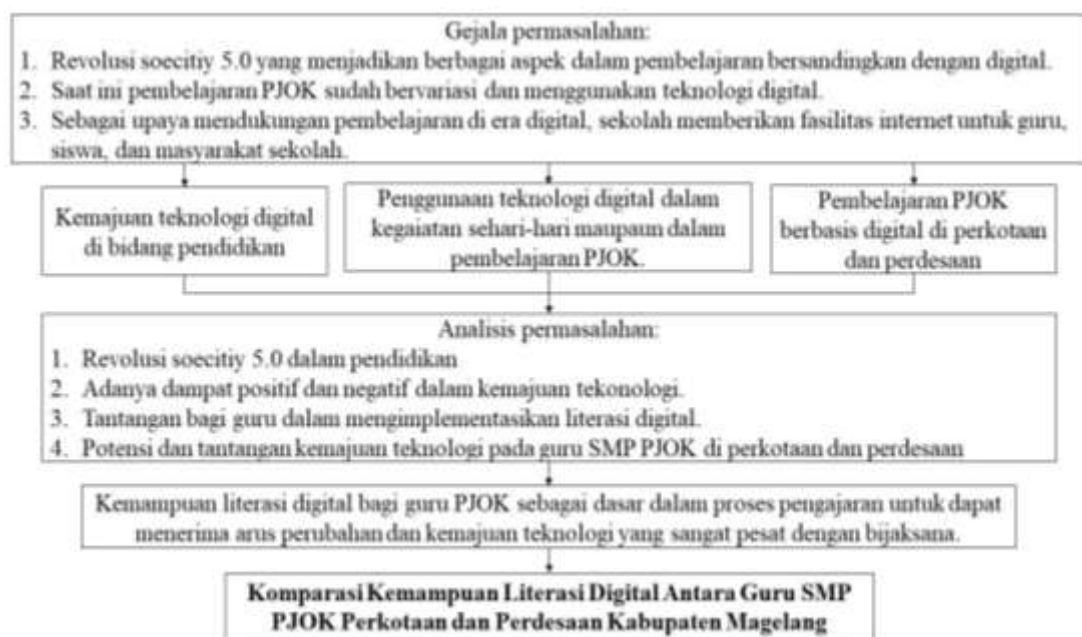 Gejala permasalahan:
1. Revolusi soecitiy 5.0 yang menjadikan berbagai aspek dalam pembelajaran bersandingkan dengan digital.
2. Saat ini pembelajaran PJOK sudah bervariasi dan menggunakan teknologi digital.
3. Sebagai upaya mendukungan pembelajaran di era digital, sekolah memberikan fasilitas internet untuk guru,
siswa, dan masyarakat sekolah.
Kemajuan teknologi digital
di bidang pendidikan
Penggunaan teknologi digital dalam
kegaiatan sehari-hari maupaun dalam
pembelajaran PJOK.
Pembelajaran PJOK
berbasis digital di perkotaan
dan perdesaan
Analisis permasalahan:
1. Revolusi soecitiy 5.0 dalam pendidikan
2. Adanya dampat positif dan negatif dalam kemajuan tekonologi.
3. Tantangan bagi guru dalam mengimplementasikan literasi digital.
4. Potensi dan tantangan kemajuan teknologi pada guru SMP PJOK di perkotaan dan perdesaan
Kemampuan literasi digital bagi guru PJOK sebagai dasar dalam proses pengajaran untuk dapat
menerima arus perubahan dan kemajuan teknologi yang sangat pesat dengan bijaksana.
Komparasi Kemampuan Literasi Digital Antara Guru SMP
PJOK Perkotaan dan Perdesaan Kabupaten Magelang